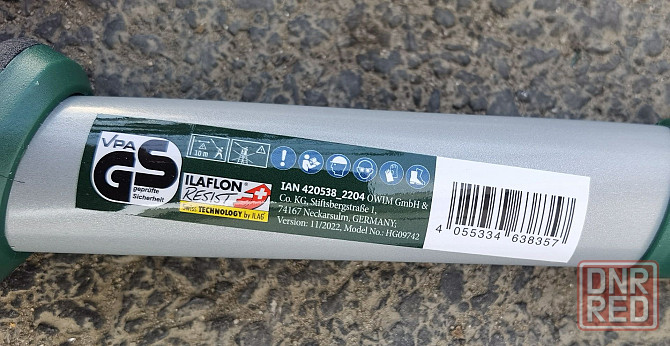 VPA
GS
geprüfte
Sicherheit
10 m
ILAFLON®
RESIST
Swiss TECHNOLOGY by ILAG
IAN 420538_2204 OWIM GmbH &
Co. KG, Stiftsbergstraße 1,
74167 Neckarsulm, GERMANY,
Version: 11/2022, Model No.: HG09742
4 055334 638357
DNR
RED